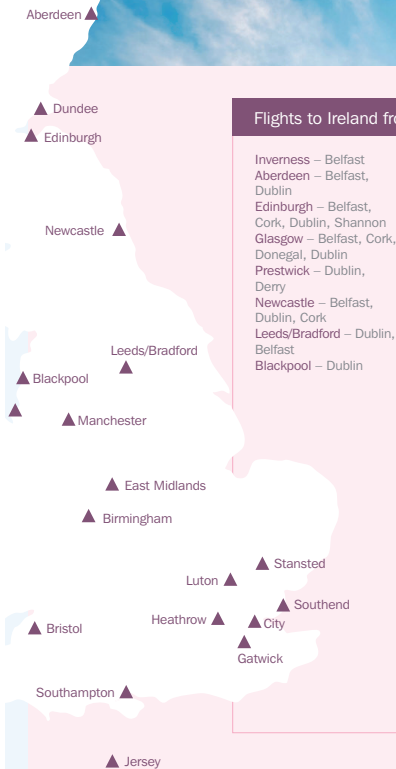 Aberdeen
Dundee
Edinburgh
Newcastle
Leeds/Bradford
Blackpool
Manchester
East Midlands
Birmingham
Stansted
Luton
Southend
Heathrow
City
Bristol
Gatwick
Southampton
Jersey
Flights to Ireland
Inverness – Belfast
Aberdeen – Belfast,
Dublin
Edinburgh – Belfast,
Cork, Dublin, Shannon
Glasgow – Belfast, Cork,
Donegal, Dublin
Prestwick – Dublin,
Derry
Newcastle – Belfast,
Dublin, Cork
Leeds/Bradford – Dublin,
Belfast
Blackpool – Dublin